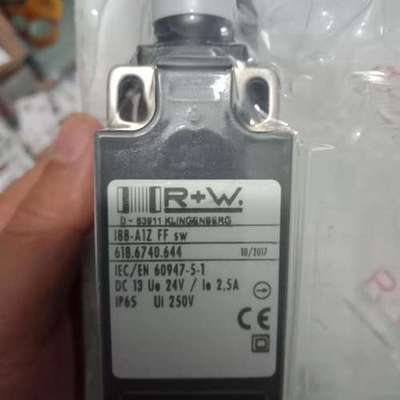 R+W.
D - 63911 KLINGENBERG
I88-A1Z FF sw
618.6740.644 10/2017
IEC/EN 60947-5-1
DC 13 Ue 24V / Ie 2,5A
IP65 Ui 250V
CE